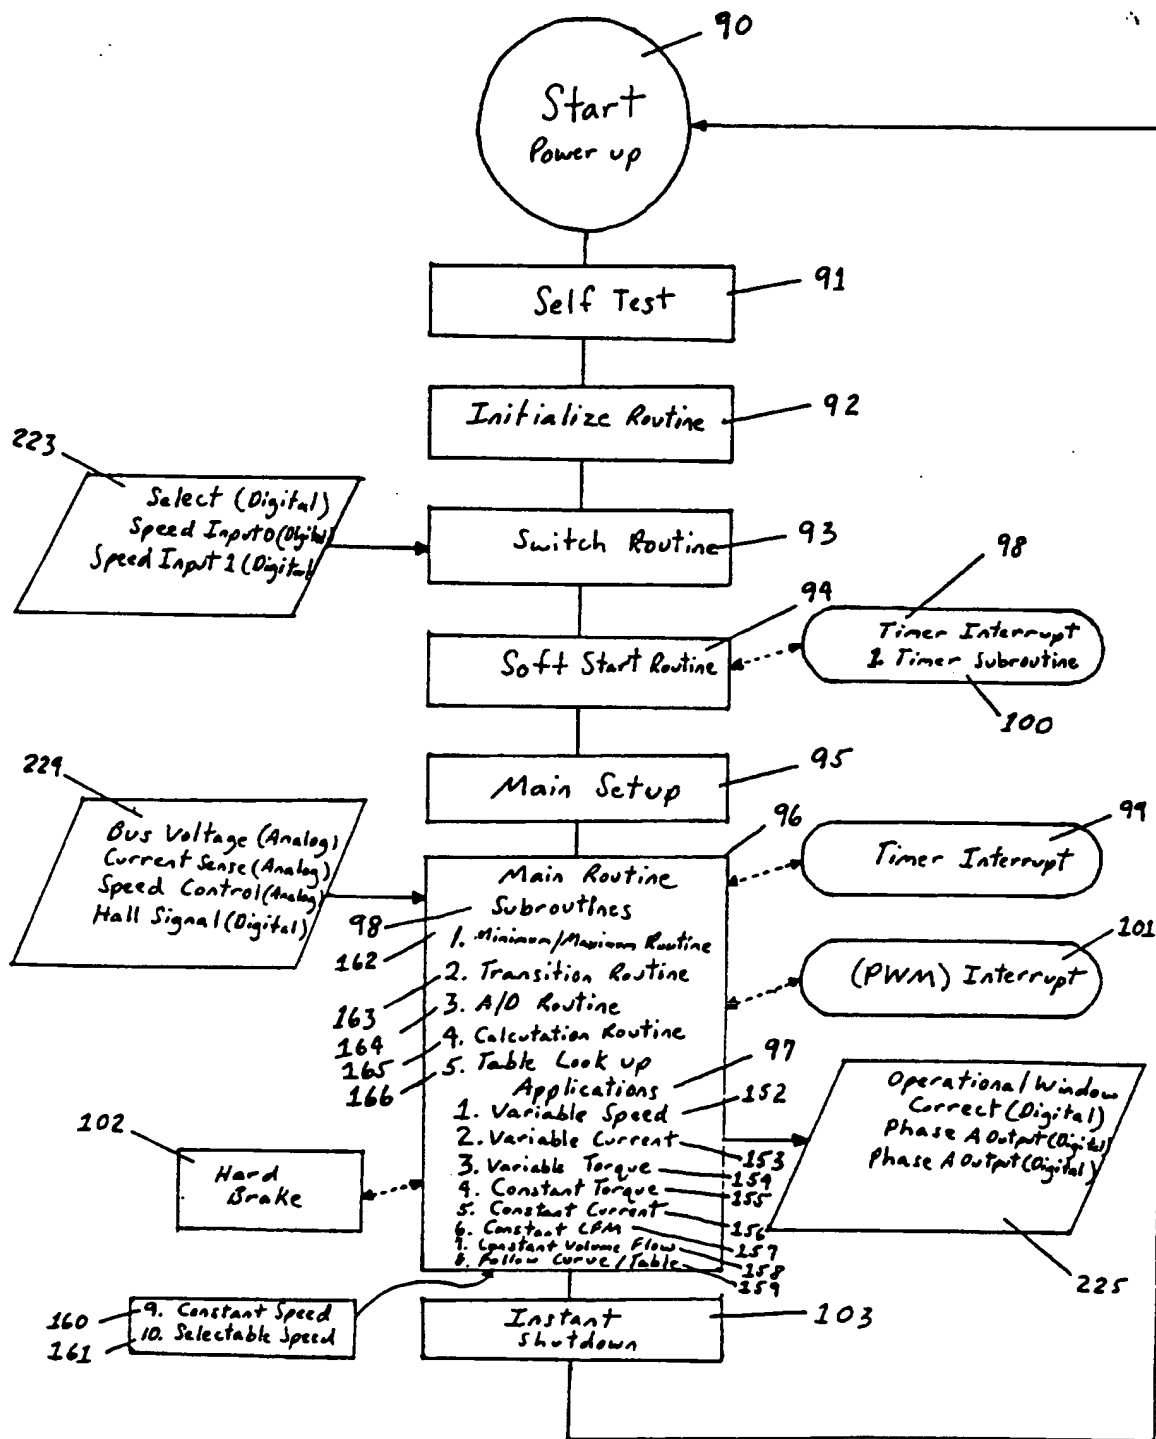 90
Start
Power up
Self Test
91
Initialize Routine
92
223
Select (Digital)
Speed Input 0 (Digital)
Speed Input 1 (Digital)
Switch Routine
93
94
Soft Start Routine
98
Timer Interrupt
1. Timer Subroutine
100
Main Setup
95
224
Bus Voltage (Analog)
Current Sense (Analog)
Speed Control (Analog)
Hall Signal (Digital)
96
Main Routine
Subroutines
98
162
1. Minimum/Maximum Routine
163
2. Transition Routine
164
3. A/D Routine
165
4. Calculation Routine
166
5. Table Look up
Applications
97
1. Variable Speed
152
2. Variable Current
153
3. Variable Torque
154
4. Constant Torque
155
5. Constant Current
156
6. Constant CFM
157
7. Constant Volume Flow
158
8. Follow Curve / Table
159
99
Timer Interrupt
101
(PWM) Interrupt
Operational Window
Correct (Digital)
Phase A Output (Digital)
Phase A Output (Digital)
225
102
Hard
Brake
160
9. Constant Speed
161
10. Selectable Speed
Instant
Shutdown
103